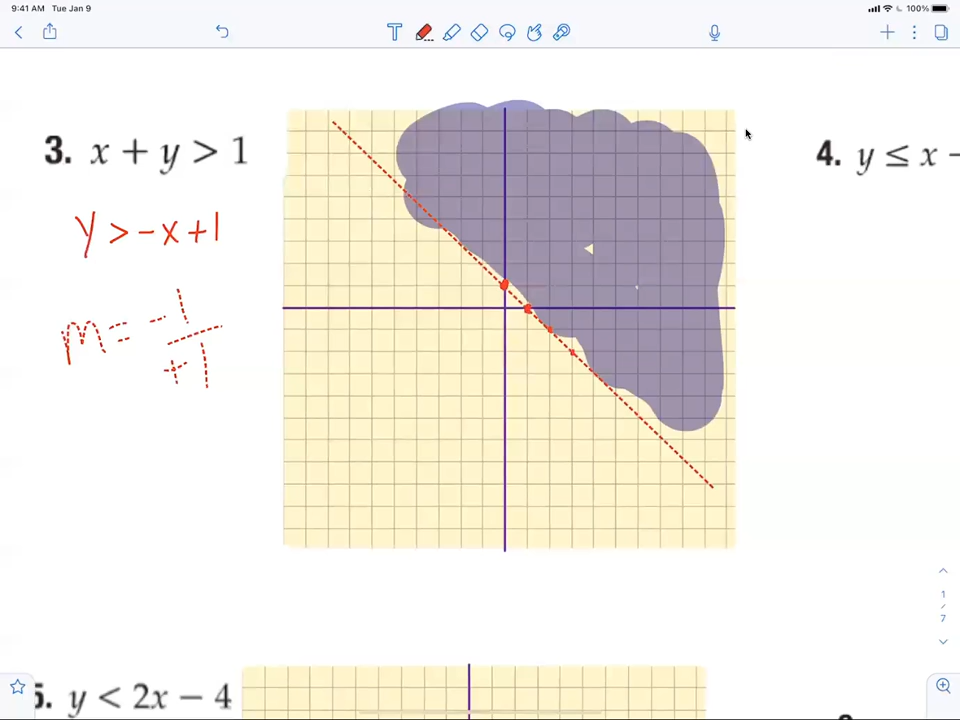 9:41 AM Tue Jan 9
100%
3. x + y > 1
4. y ≤ x −
y > -x + 1
m = -1
+1
1
/
7
5. y < 2x − 4